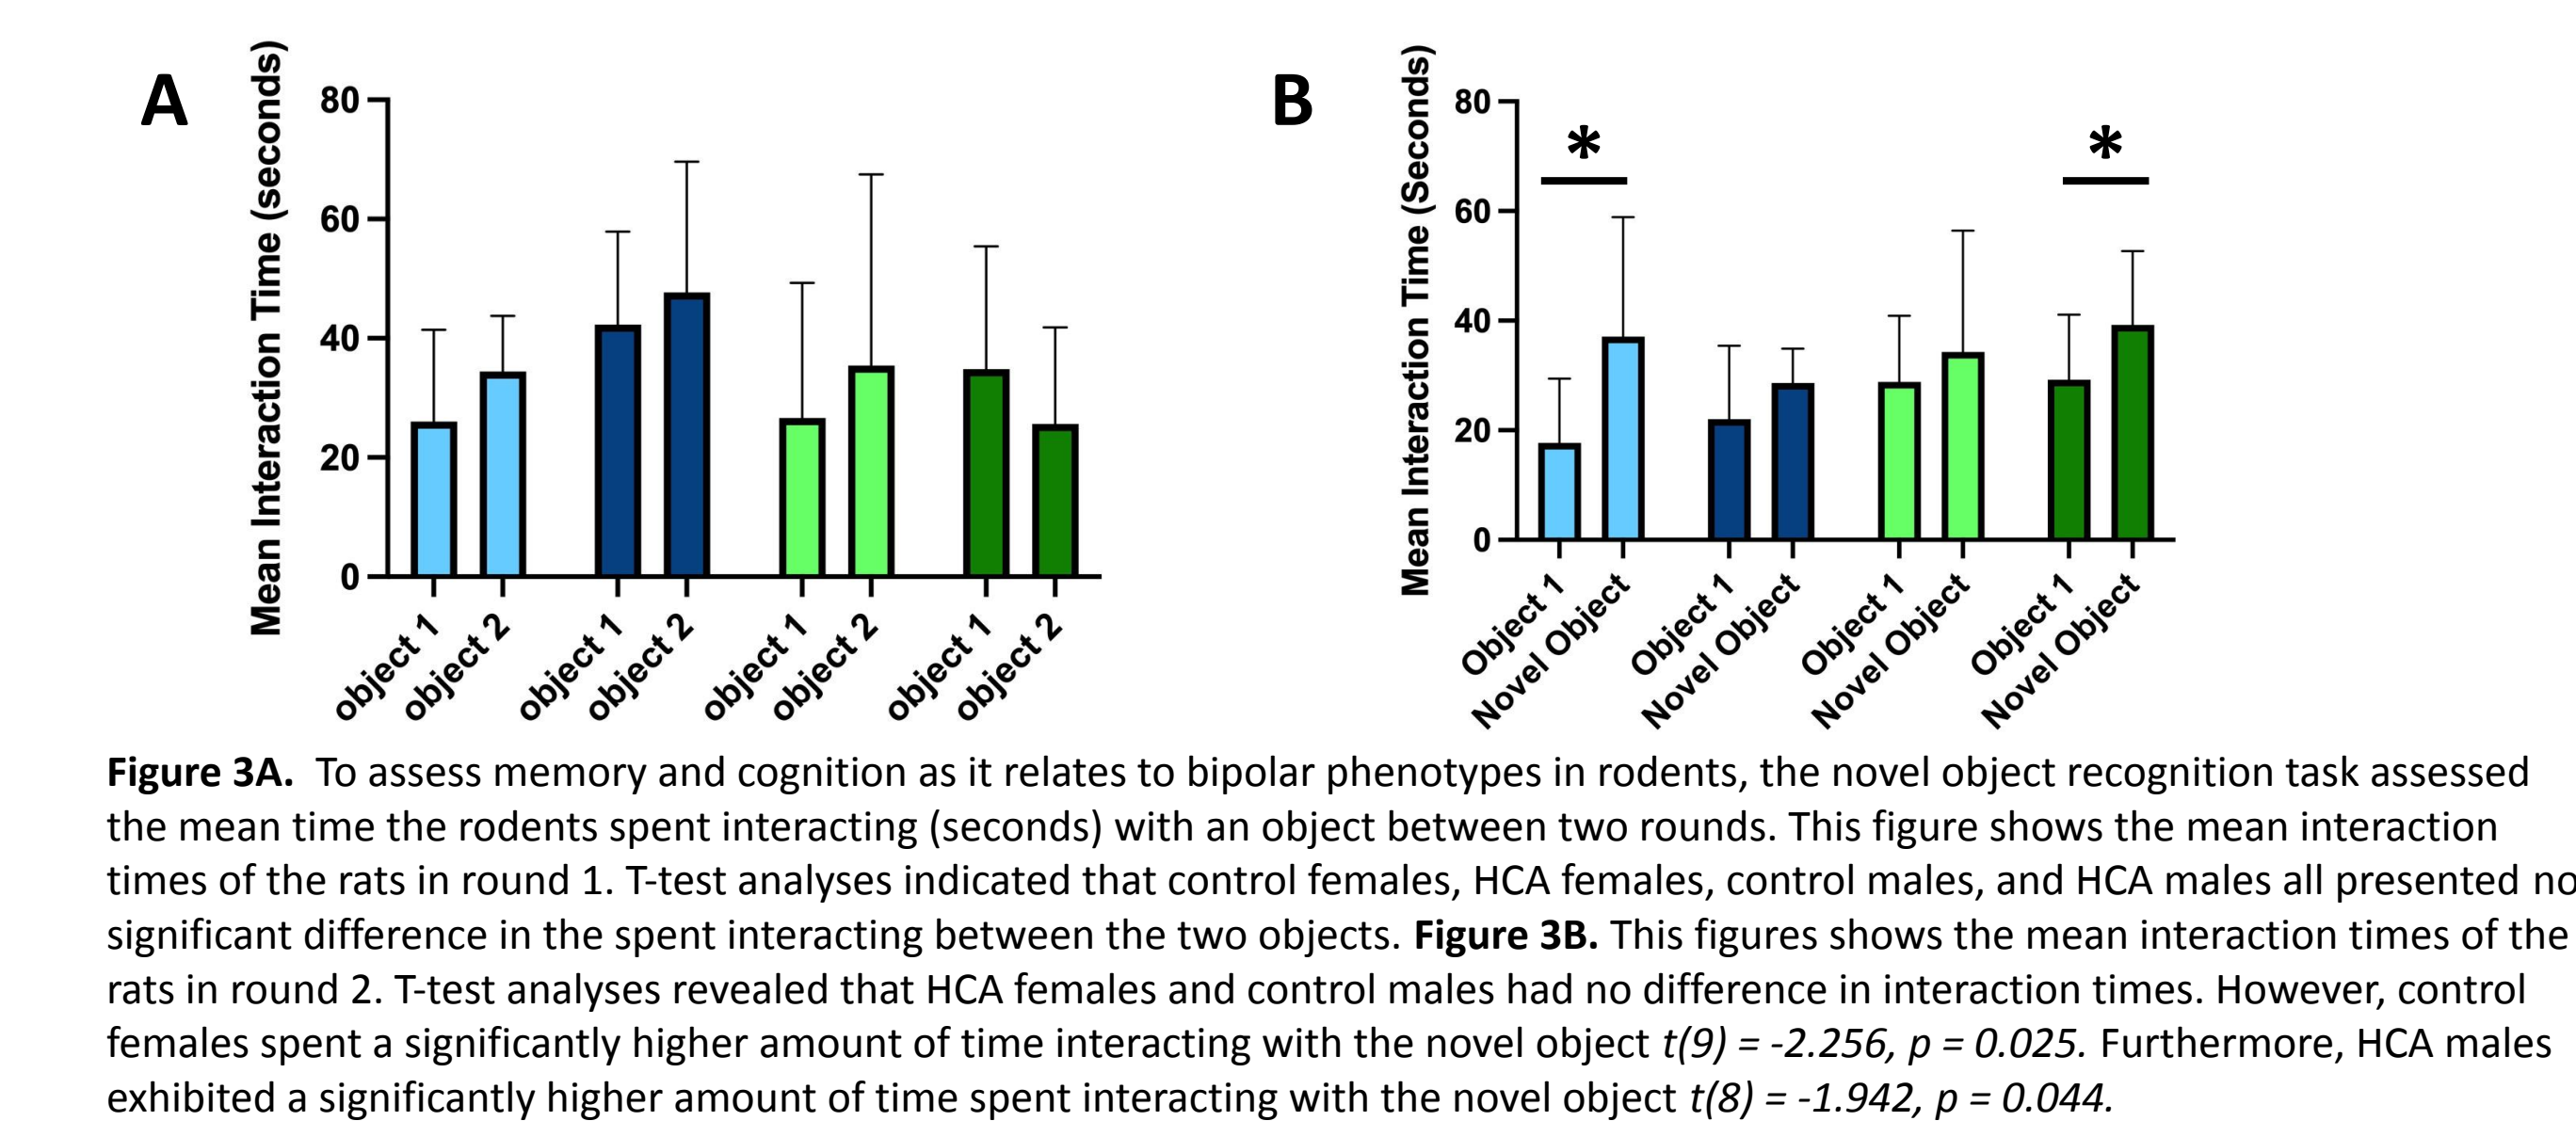 A
B
Mean Interaction Time (seconds)
80
60
40
20
0
object 1
object 2
object 1
object 2
object 1
object 2
object 1
object 2
Mean Interaction Time (Seconds)
80
60
40
20
0
*
*
Object 1
Novel Object
Object 1
Novel Object
Object 1
Novel Object
Object 1
Novel Object
Figure 3A. To assess memory and cognition as it relates to bipolar phenotypes in rodents, the novel object recognition task assessed
the mean time the rodents spent interacting (seconds) with an object between two rounds. This figure shows the mean interaction
times of the rats in round 1. T-test analyses indicated that control females, HCA females, control males, and HCA males all presented no
significant difference in the spent interacting between the two objects. Figure 3B. This figures shows the mean interaction times of the
rats in round 2. T-test analyses revealed that HCA females and control males had no difference in interaction times. However, control
females spent a significantly higher amount of time interacting with the novel object t(9) = -2.256, p = 0.025. Furthermore, HCA males
exhibited a significantly higher amount of time spent interacting with the novel object t(8) = -1.942, p = 0.044.